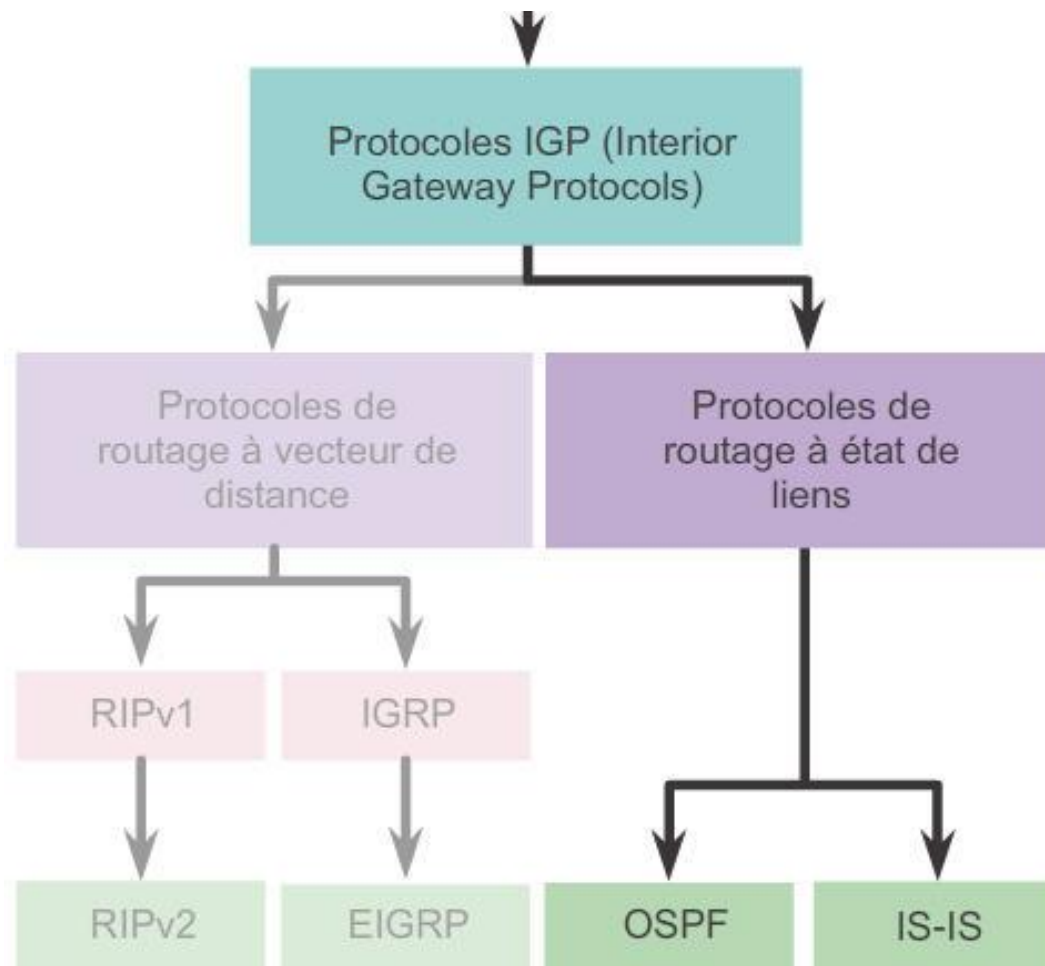 Protocoles IGP (Interior
Gateway Protocols)
Protocoles de
routage à vecteur de
distance
Protocoles de
routage à état de
liens
RIPv1
IGRP
RIPv2
EIGRP
OSPF
IS-IS